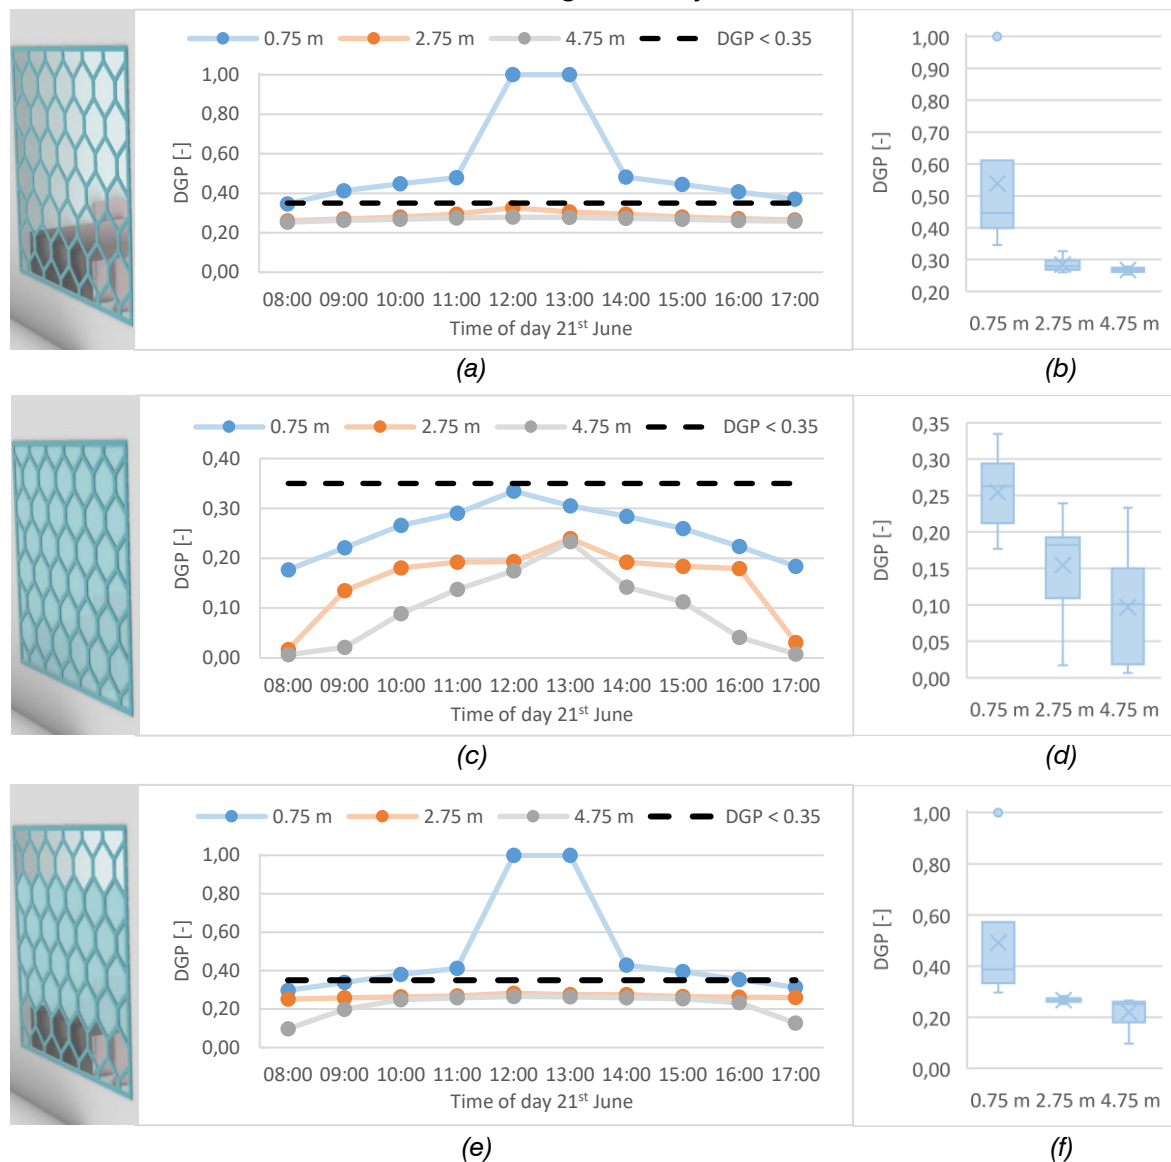 0.75 m 2.75 m 4.75 m DGP < 0.35
1,00
0,80
0,60
0,40
0,20
0,00
DGP [-]
08:00 09:00 10:00 11:00 12:00 13:00 14:00 15:00 16:00 17:00
Time of day 21st June
(a)
1,00
0,90
0,80
0,70
0,60
0,50
0,40
0,30
0,20
DGP [-]
0.75 m 2.75 m 4.75 m
(b)
0.75 m 2.75 m 4.75 m DGP < 0.35
0,40
0,30
0,20
0,10
0,00
DGP [-]
08:00 09:00 10:00 11:00 12:00 13:00 14:00 15:00 16:00 17:00
Time of day 21st June
(c)
0,35
0,30
0,25
0,20
0,15
0,10
0,05
0,00
DGP [-]
0.75 m 2.75 m 4.75 m
(d)
0.75 m 2.75 m 4.75 m DGP < 0.35
1,00
0,80
0,60
0,40
0,20
0,00
DGP [-]
08:00 09:00 10:00 11:00 12:00 13:00 14:00 15:00 16:00 17:00
Time of day 21st June
(e)
1,00
0,80
0,60
0,40
0,20
0,00
DGP [-]
0.75 m 2.75 m 4.75 m
(f)